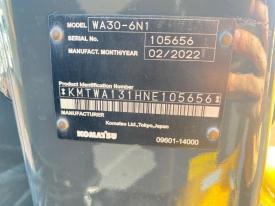 MODEL WA30-6N1
SERIAL NO. 105656
MANUFACT. MONTH/YEAR 02/2022
Product Identification Number
*KMTWA131HNE105656*
MANUFACTURER
Komatsu Ltd.,Tokyo,Japan
KOMATSU
09601-14000